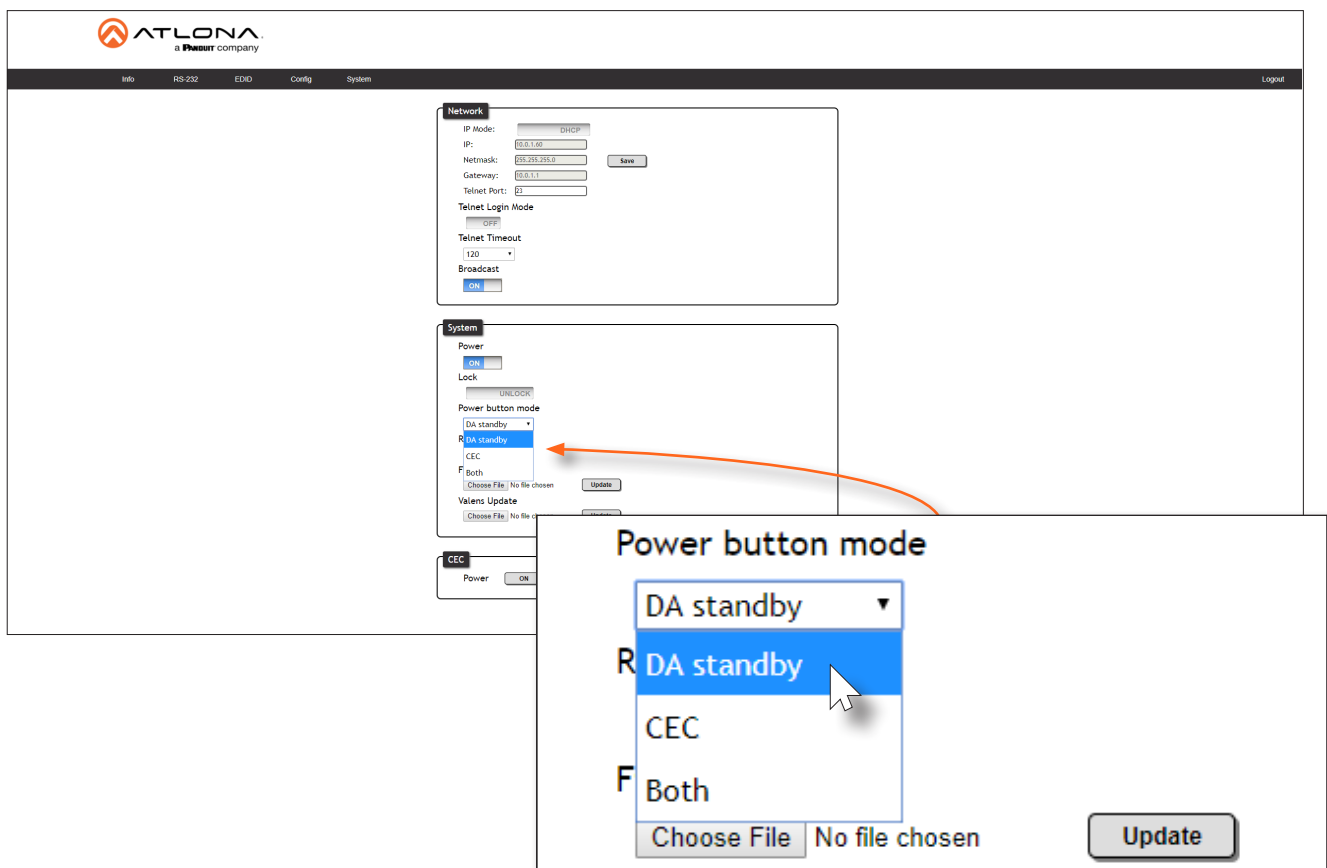 ATLONA
a PANDUIT company
Info RS-232 EDID Config System Logout
Network
IP Mode: DHCP
IP: 10.0.1.60
Netmask: 255.255.255.0 Save
Gateway: 10.0.1.1
Telnet Port: 23
Telnet Login Mode
OFF
Telnet Timeout
120
Broadcast
ON
System
Power
ON
Lock
UNLOCK
Power button mode
DA standby
R DA standby
CEC
F Both
Choose File No file chosen Update
Valens Update
Choose File No file
CEC
Power ON
Power button mode
DA standby
R DA standby
CEC
F Both
Choose File No file chosen Update